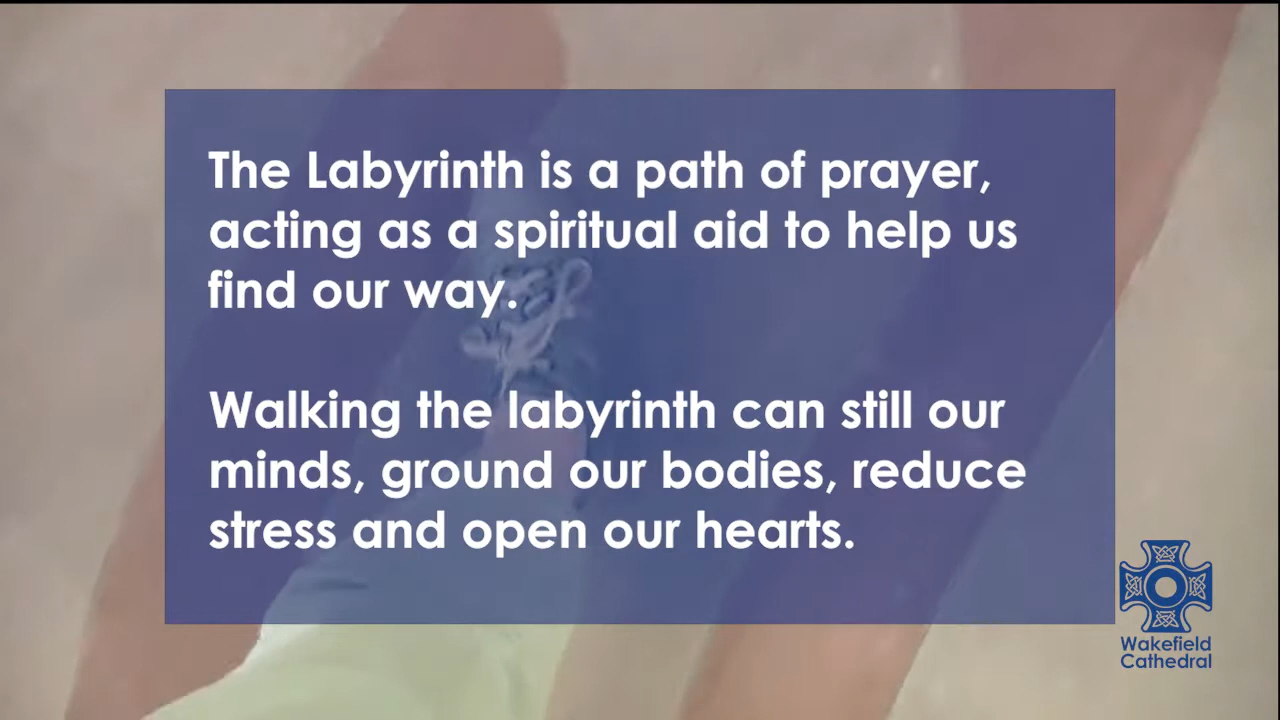 The Labyrinth is a path of prayer,
acting as a spiritual aid to help us
find our way.
Walking the labyrinth can still our
minds, ground our bodies, reduce
stress and open our hearts.
Wakefield
Cathedral